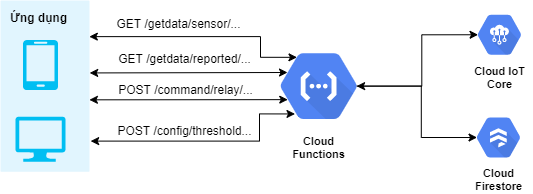 Ứng dụng
GET /getdata/sensor/...
GET /getdata/reported/...
POST /command/relay/...
POST /config/threshold...
Cloud
Functions
Cloud IoT
Core
Cloud
Firestore